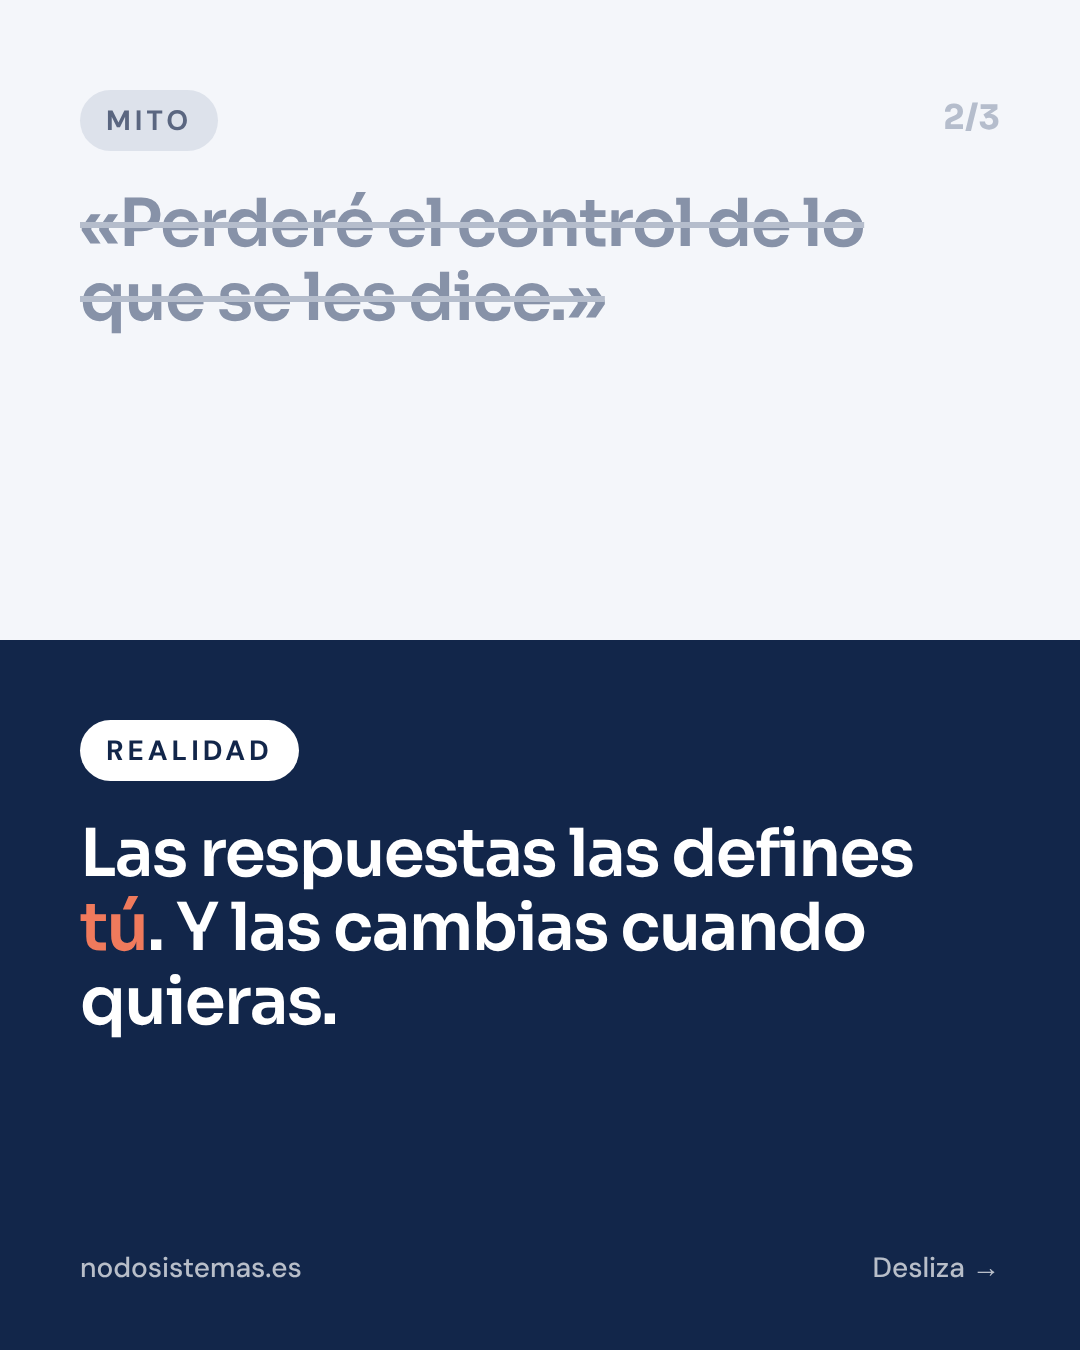 MITO
2/3
«Perderé el control de lo
que se les dice.»
REALIDAD
Las respuestas las defines
tú. Y las cambias cuando
quieras.
nodosistemas.es
Desliza →